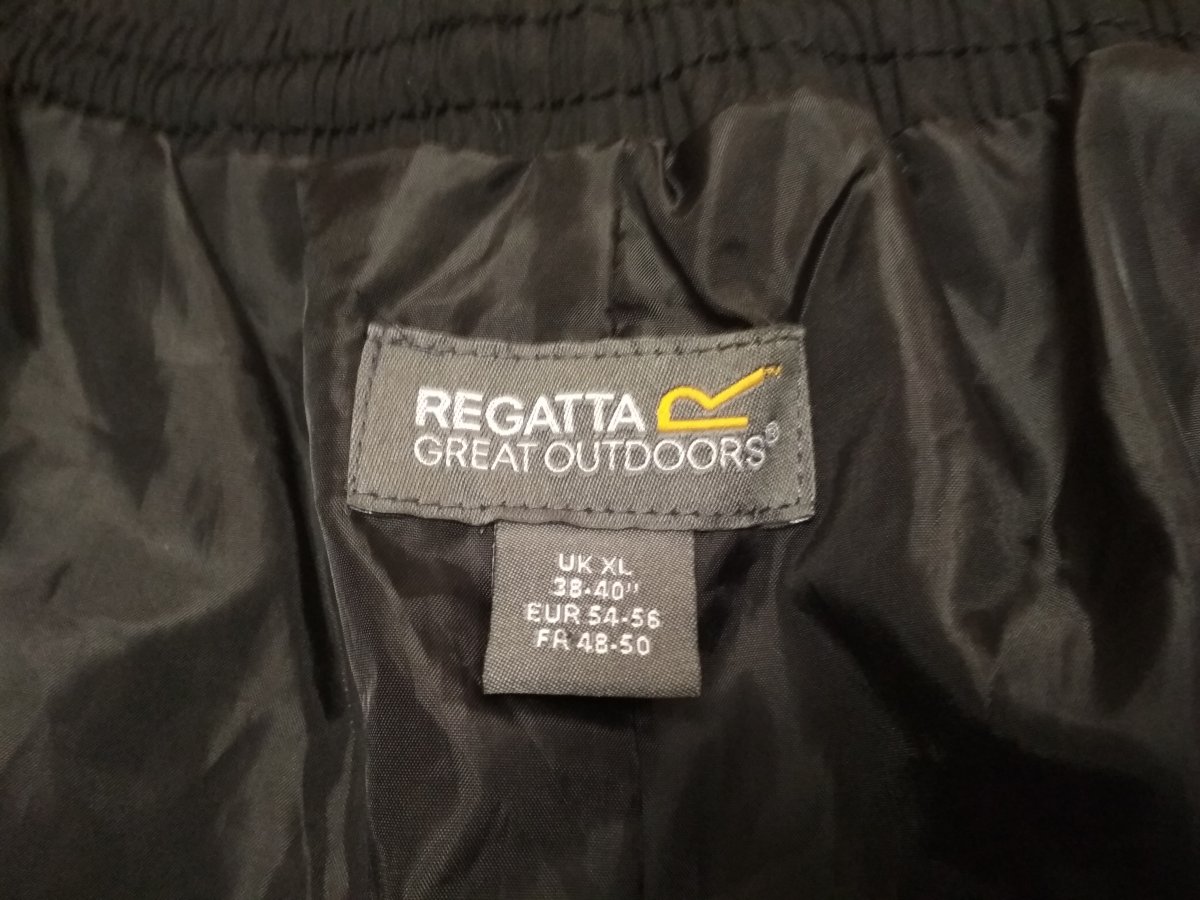 REGATTA
GREAT OUTDOORS®
UK XL
38-40"
EUR 54-56
FR 48-50